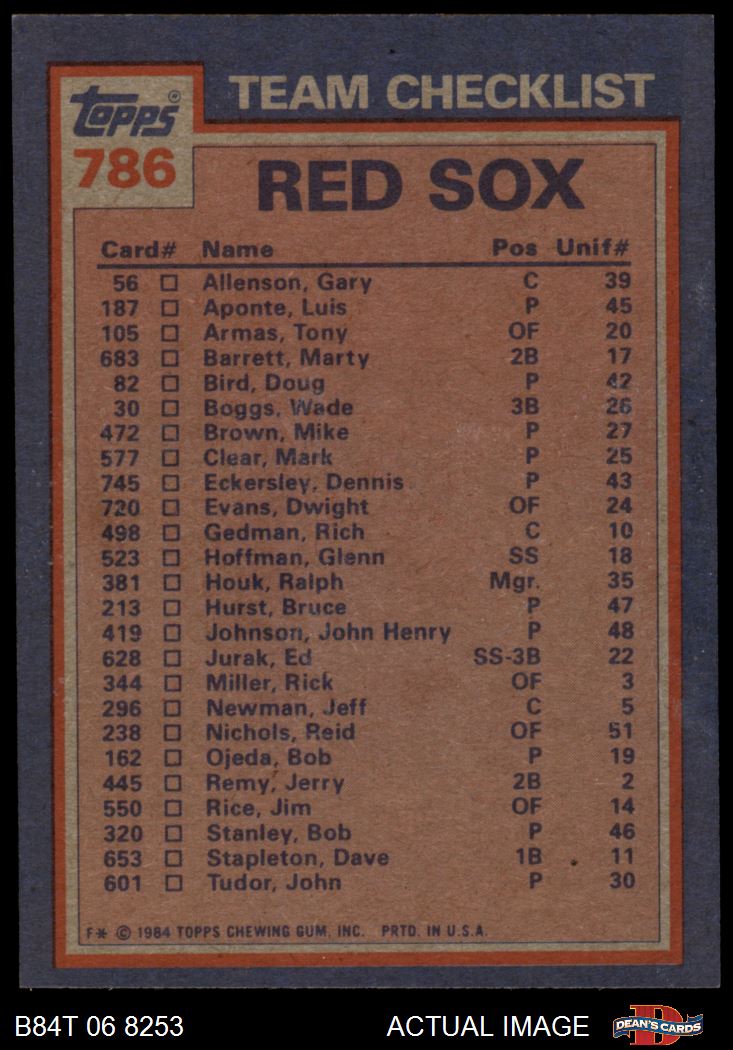 TEAM CHECKLIST
Topps®
786
RED SOX
Card# Name Pos Unif#
56 Allenson, Gary C 39
187 Aponte, Luis P 45
105 Armas, Tony OF 20
683 Barrett, Marty 2B 17
82 Bird, Doug P 42
30 Boggs, Wade 3B 26
472 Brown, Mike P 27
577 Clear, Mark P 25
745 Eckersley, Dennis P 43
720 Evans, Dwight OF 24
498 Gedman, Rich C 10
523 Hoffman, Glenn SS 18
381 Houk, Ralph Mgr. 35
213 Hurst, Bruce P 47
419 Johnson, John Henry P 48
628 Jurak, Ed SS-3B 22
344 Miller, Rick OF 3
296 Newman, Jeff C 5
238 Nichols, Reid OF 51
162 Ojeda, Bob P 19
445 Remy, Jerry 2B 2
550 Rice, Jim OF 14
320 Stanley, Bob P 46
653 Stapleton, Dave 1B 11
601 Tudor, John P 30
F* © 1984 TOPPS CHEWING GUM, INC. PRTD. IN U.S.A.
B84T 06 8253 ACTUAL IMAGE DEAN'S CARDS